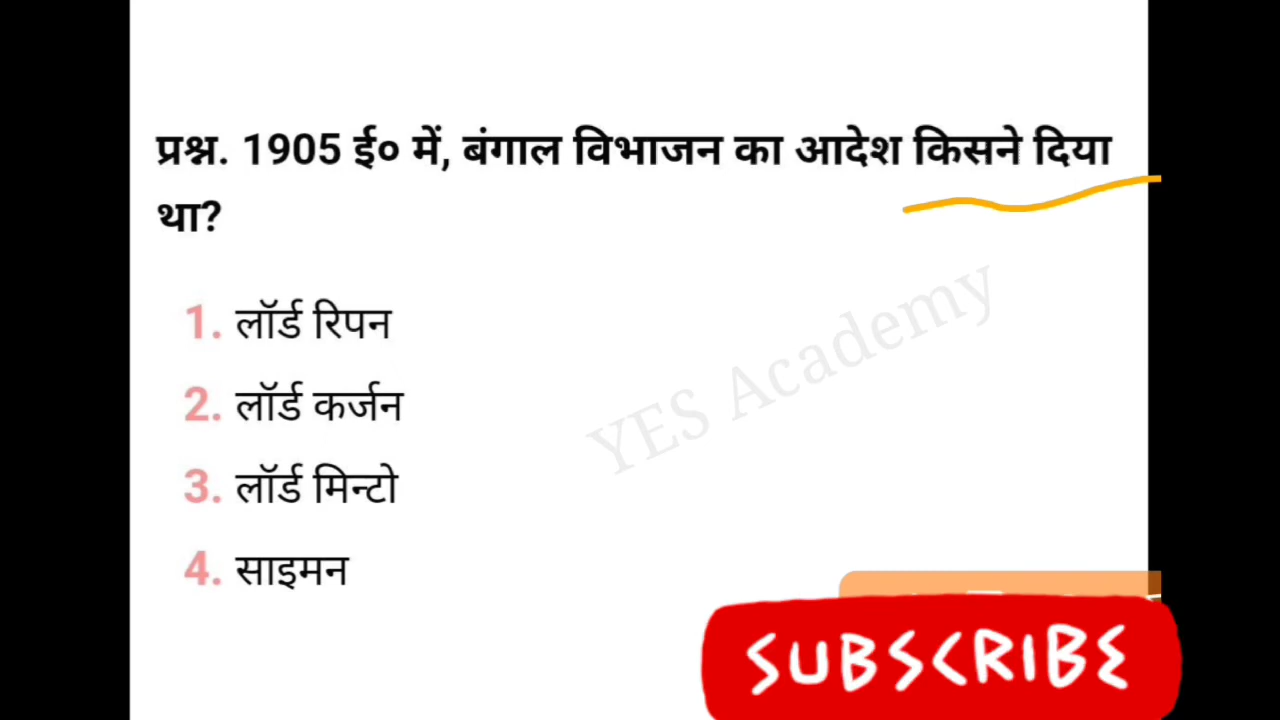 प्रश्न. 1905 ई० में, बंगाल विभाजन का आदेश किसने दिया
था?
1. लॉर्ड रिपन
2. लॉर्ड कर्जन
3. लॉर्ड मिन्टो
4. साइमन
YES Academy
SUBSCRIBE